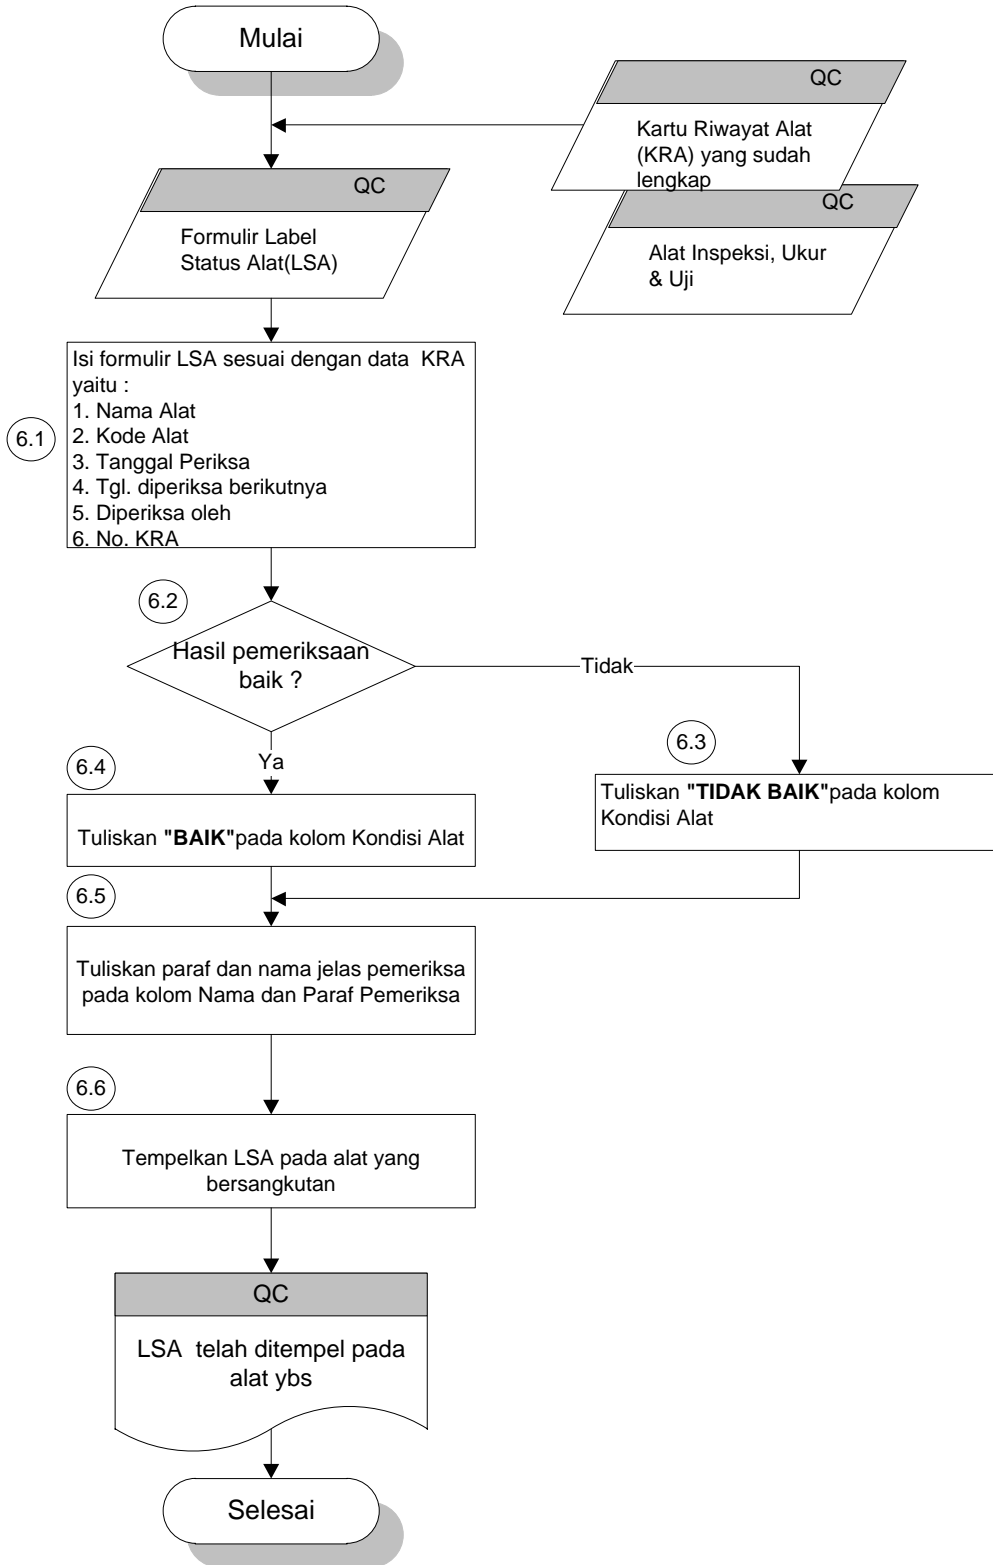 Mulai
QC
Kartu Riwayat Alat
(KRA) yang sudah
lengkap
QC
Alat Inspeksi, Ukur
& Uji
QC
Formulir Label
Status Alat(LSA)
6.1
Isi formulir LSA sesuai dengan data  KRA
yaitu :
1. Nama Alat
2. Kode Alat
3. Tanggal Periksa
4. Tgl. diperiksa berikutnya
5. Diperiksa oleh
6. No. KRA
6.2
Hasil pemeriksaan
baik ?
Tidak
Ya
6.3
Tuliskan "TIDAK BAIK"pada kolom
Kondisi Alat
6.4
Tuliskan "BAIK"pada kolom Kondisi Alat
6.5
Tuliskan paraf dan nama jelas pemeriksa
pada kolom Nama dan Paraf Pemeriksa
6.6
Tempelkan LSA pada alat yang
bersangkutan
QC
LSA  telah ditempel pada
alat ybs
Selesai